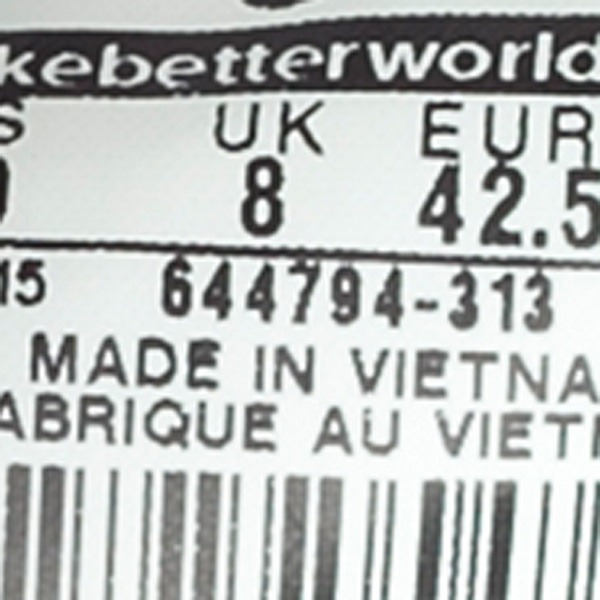 kebetterworld
S UK EUR
8 42.5
15 644794-313
MADE IN VIETNA
ABRIQUE AU VIET